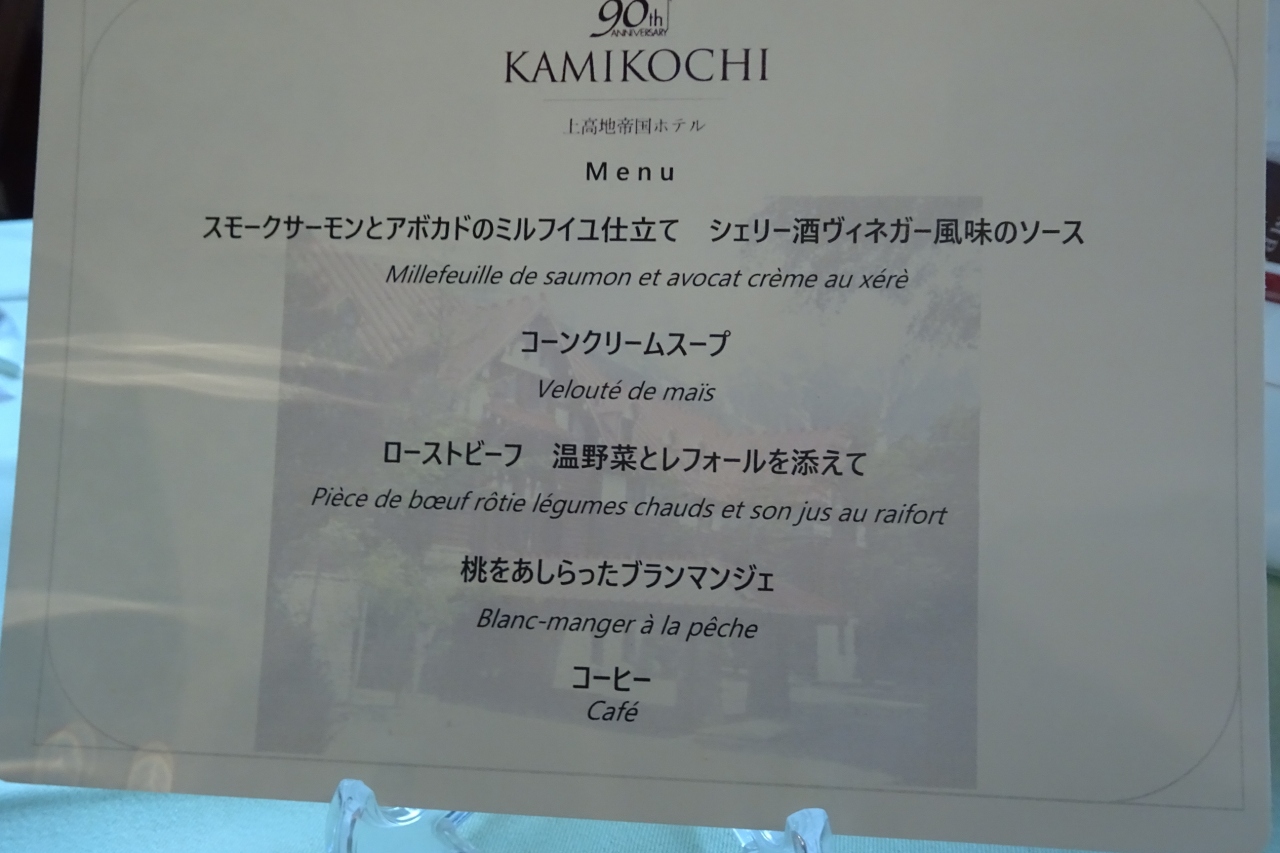 90th
ANNIVERSARY
KAMIKOCHI
上高地帝国ホテル
Menu
スモークサーモンとアボカドのミルフイユ仕立て　シェリー酒ヴィネガー風味のソース
Millefeuille de saumon et avocat crème au xérè
コーンクリームスープ
Velouté de maïs
ローストビーフ　温野菜とレフォールを添えて
Pièce de bœuf rôtie légumes chauds et son jus au raifort
桃をあしらったブランマンジェ
Blanc-manger à la pêche
コーヒー
Café